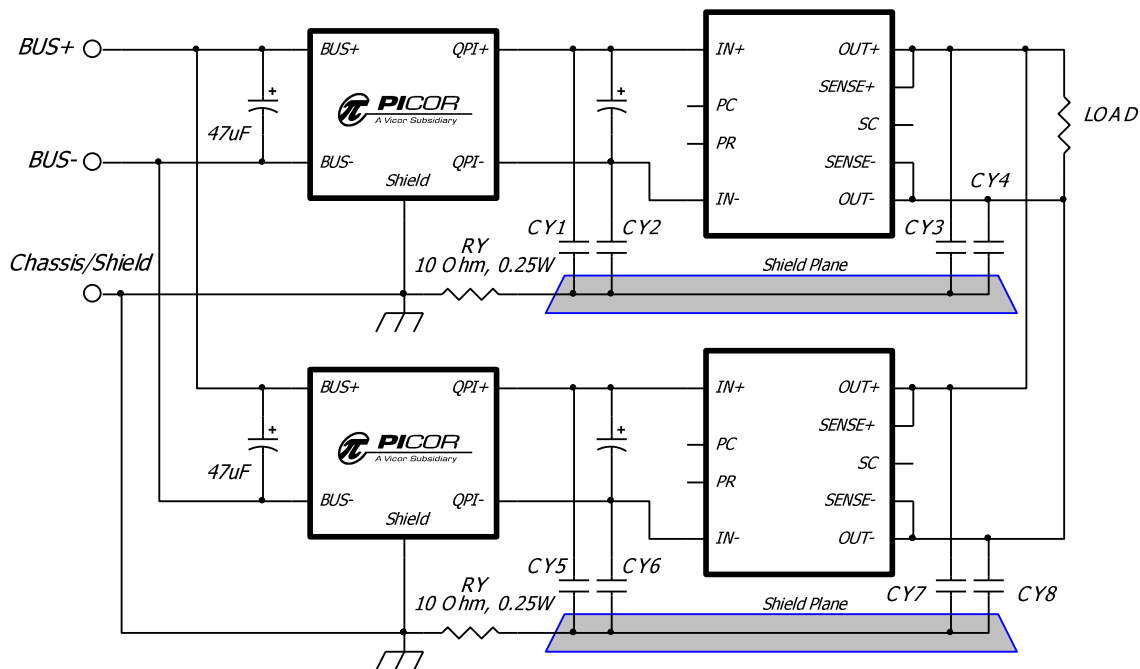 BUS+
BUS+
QPI+
IN+
OUT+
PICOR
A Vicor Subsidiary
SENSE+
PC
SC
LOAD
47uF
PR
BUS-
BUS-
QPI-
SENSE-
Shield
IN-
OUT-
CY4
CY1
CY2
CY3
RY
10 Ohm, 0.25W
Chassis/Shield
Shield Plane
BUS+
QPI+
IN+
OUT+
PICOR
A Vicor Subsidiary
SENSE+
PC
SC
47uF
PR
BUS-
QPI-
SENSE-
Shield
IN-
OUT-
CY5
CY6
CY7
CY8
RY
10 Ohm, 0.25W
Shield Plane